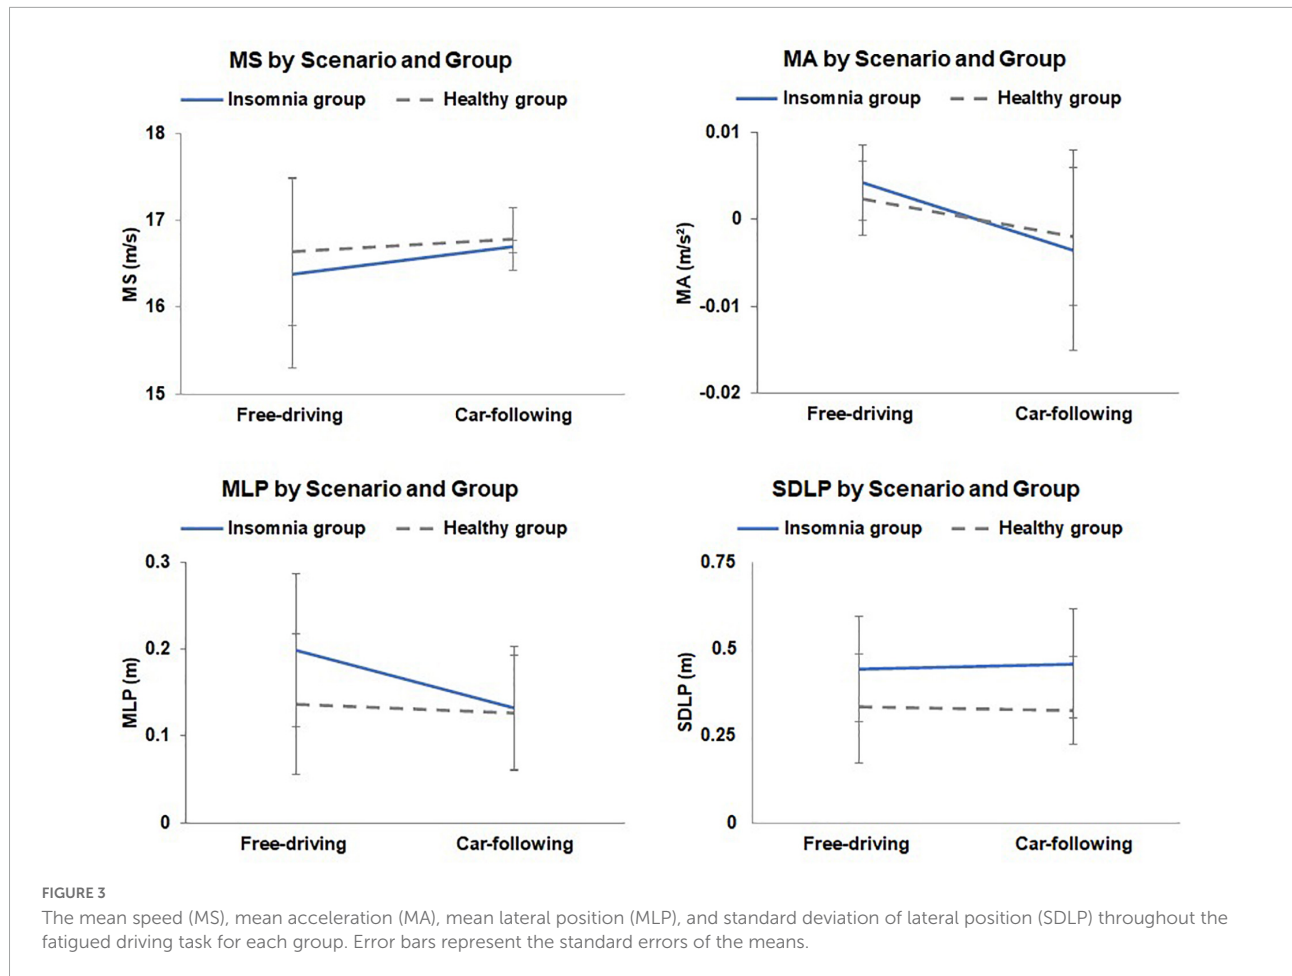 MS by Scenario and Group
Insomnia group
Healthy group
18
17
16
15
MS (m/s)
Free-driving
Car-following
MA by Scenario and Group
Insomnia group
Healthy group
0.01
0
-0.01
-0.02
MA (m/s²)
Free-driving
Car-following
MLP by Scenario and Group
Insomnia group
Healthy group
0.3
0.2
0.1
0
MLP (m)
Free-driving
Car-following
SDLP by Scenario and Group
Insomnia group
Healthy group
0.75
0.5
0.25
0
SDLP (m)
Free-driving
Car-following
FIGURE 3
The mean speed (MS), mean acceleration (MA), mean lateral position (MLP), and standard deviation of lateral position (SDLP) throughout the
fatigued driving task for each group. Error bars represent the standard errors of the means.